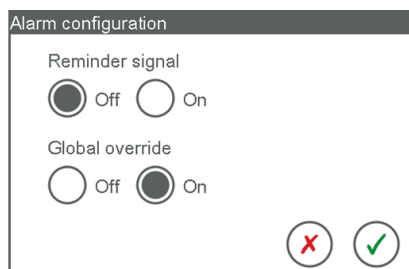 Alarm configuration
Reminder signal
Off On
Global override
Off On